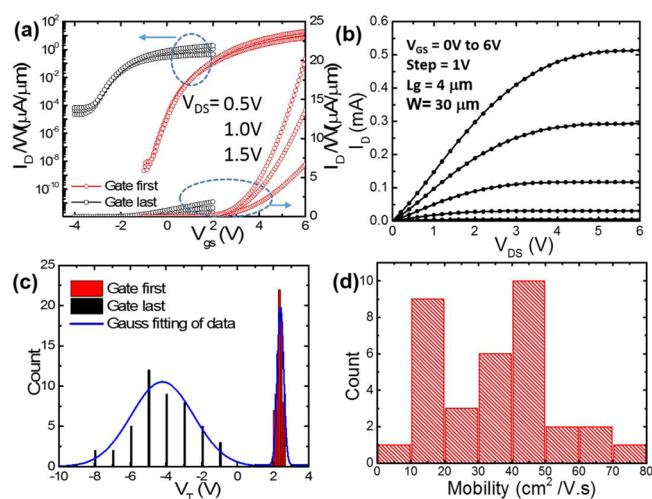 (a)
I_D/W(μA/μm)
10²
10⁰
10⁻²
10⁻⁴
10⁻⁶
10⁻⁸
10⁻¹⁰
V_DS= 0.5V
1.0V
1.5V
Gate first
Gate last
-4 -2 0 2 4 6
V_gs (V)
25
20
15
10
5
0
I_D/W(μA/μm)
(b)
V_GS = 0V to 6V
Step = 1V
Lg = 4 μm
W= 30 μm
I_D (mA)
0.6
0.5
0.4
0.3
0.2
0.1
0.0
0 1 2 3 4 5 6
V_DS (V)
(c)
Gate first
Gate last
Gauss fitting of data
Count
25
20
15
10
5
0
-10 -8 -6 -4 -2 0 2 4
V_T (V)
(d)
Count
10
8
6
4
2
0
0 10 20 30 40 50 60 70 80
Mobility (cm² /V.s)